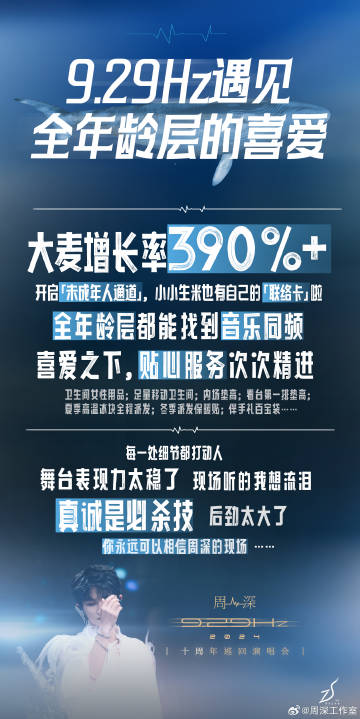 9.29Hz遇见
全年龄层的喜爱
大麦增长率390%+
开启「未成年人通道」，小小生米也有自己的「联络卡」啦
全年龄层都能找到音乐同频
喜爱之下，贴心服务次次精进
卫生间女性用品；足量移动卫生间；内场垫高；看台第一排垫高；
夏季高温冰块全程派发；冬季派发保暖贴；伴手礼百宝袋……
每一处细节都打动人
舞台表现力太稳了 现场听的我想流泪
真诚是必杀技 后劲太大了
你永远可以相信周深的现场 ……
周深
9.29Hz
十周年巡回演唱会
@周深工作室